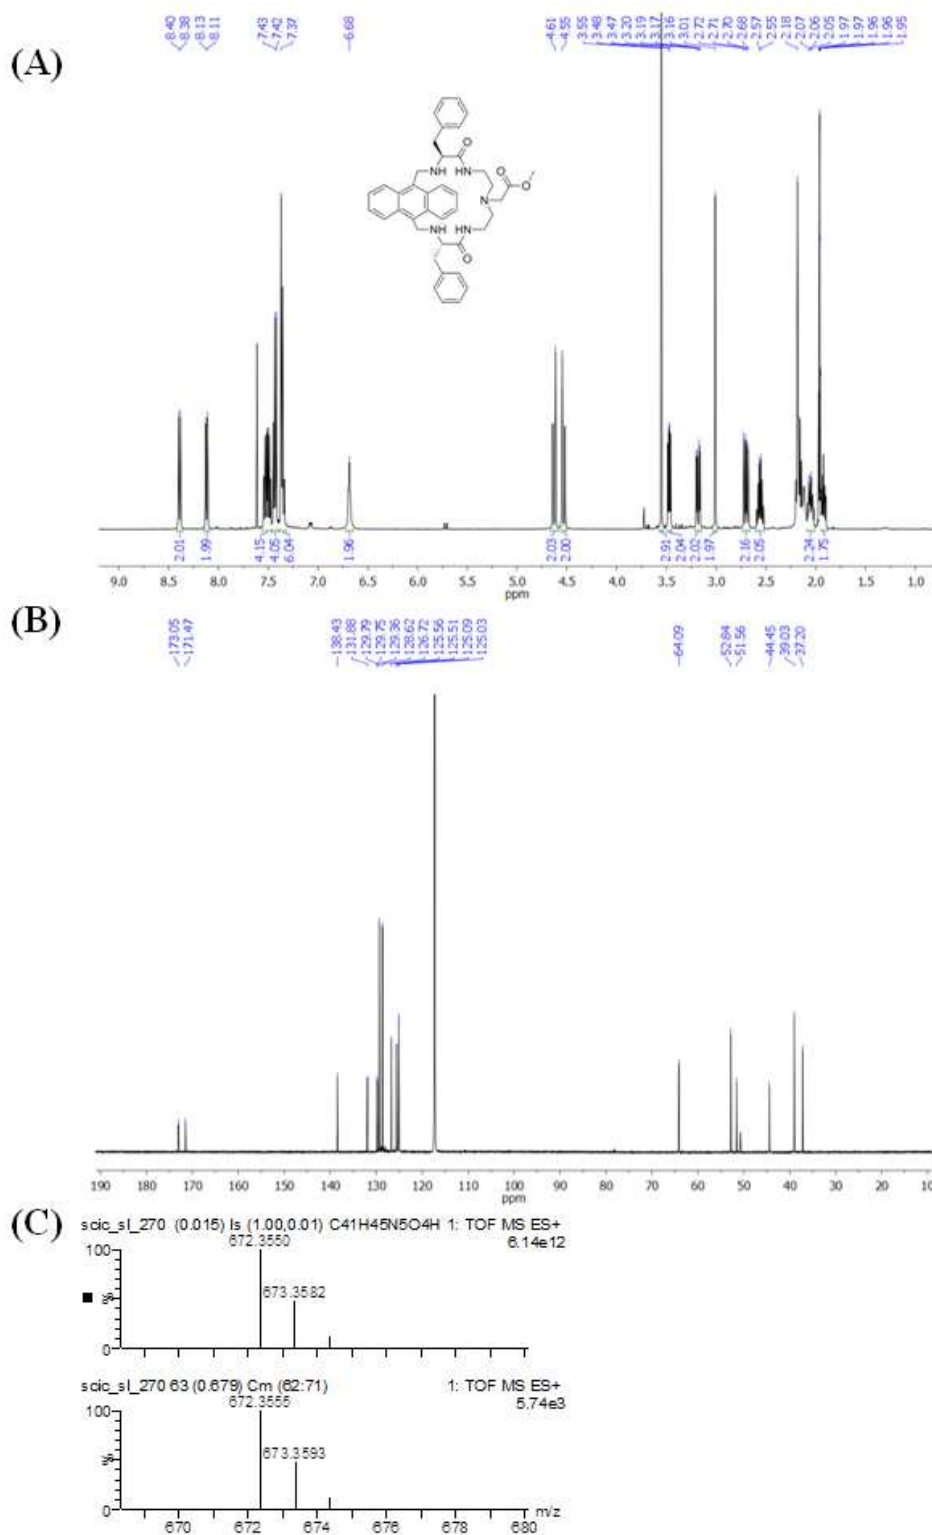 (A)
8.40 8.38 8.13 8.11 7.43 7.42 7.37 6.68 4.61 4.55 3.55 3.48 3.47 3.20 3.19 3.17 3.16 3.01 2.72 2.71 2.70 2.68 2.57 2.55 2.18 2.07 2.06 2.05 1.97 1.97 1.96 1.96 1.95
O
NH NH O
N O
NH NH
O
2.01 1.99 4.15 4.05 6.04 1.96 2.03 2.00 2.91 2.04 2.02 1.97 2.16 2.05 2.24 1.75
9.0 8.5 8.0 7.5 7.0 6.5 6.0 5.5 5.0 4.5 4.0 3.5 3.0 2.5 2.0 1.5 1.0
ppm
(B)
173.05 171.47 138.43 131.88 129.79 129.75 129.36 128.62 126.72 125.56 125.51 125.09 125.03 64.09 52.84 51.56 44.45 39.03 37.20
190 180 170 160 150 140 130 120 110 100 90 80 70 60 50 40 30 20 10
ppm
(C)
scic_sl_270 (0.015) Is (1.00,0.01) C41H45N5O4H 1: TOF MS ES+
672.3550 6.14e12
100
673.3582
%
0
scic_sl_270 63 (0.679) Cm (62:71) 1: TOF MS ES+
672.3555 5.74e3
100
673.3593
%
0 m/z
670 672 674 676 678 680